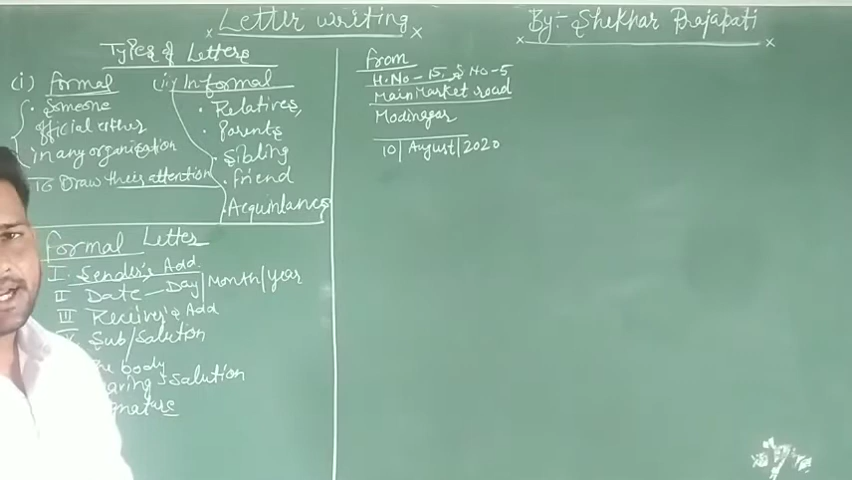 Letter writing
By:- Shekhar Prajapati
Types of Letters
(i) formal
(ii) Informal
Someone
official either
in any organisation
To Draw their attention
Relatives,
Parents
Sibling
friend
Acquintances
formal Letter
I. Sender's Add.
II Date - Day | Month/year
III Receiver's Add
Sub/Salution
body
Salution
from
H.No-15, S No-5
Main Market road
Modinagar
10| August|2020